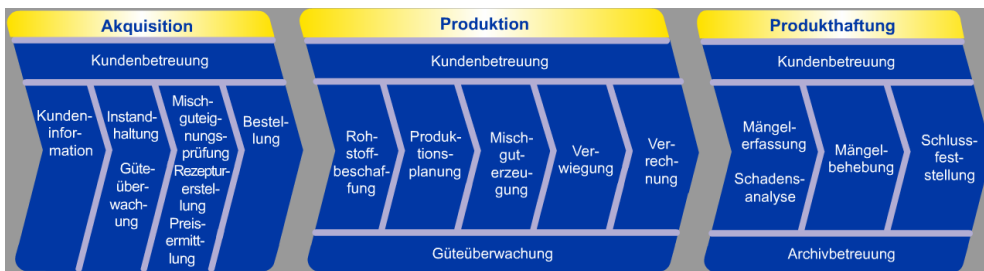 Akquisition
Kundenbetreuung
Kunden-
infor-
mation
Instand-
haltung
Güte-
über-
wach-
ung
Misch-
guteig-
nungs-
prüfung
Rezeptur-
erstel-
lung
Preis-
ermitt-
lung
Bestel-
lung
Produktion
Kundenbetreuung
Roh-
stoff-
beschaf-
fung
Produk-
tions-
planung
Misch-
gut-
erzeu-
gung
Ver-
wiegung
Ver-
rech-
nung
Güteüberwachung
Produkthaftung
Kundenbetreuung
Mängel-
erfassung
Schadens-
analyse
Mängel-
behebung
Schluss-
fest-
stellung
Archivbetreuung